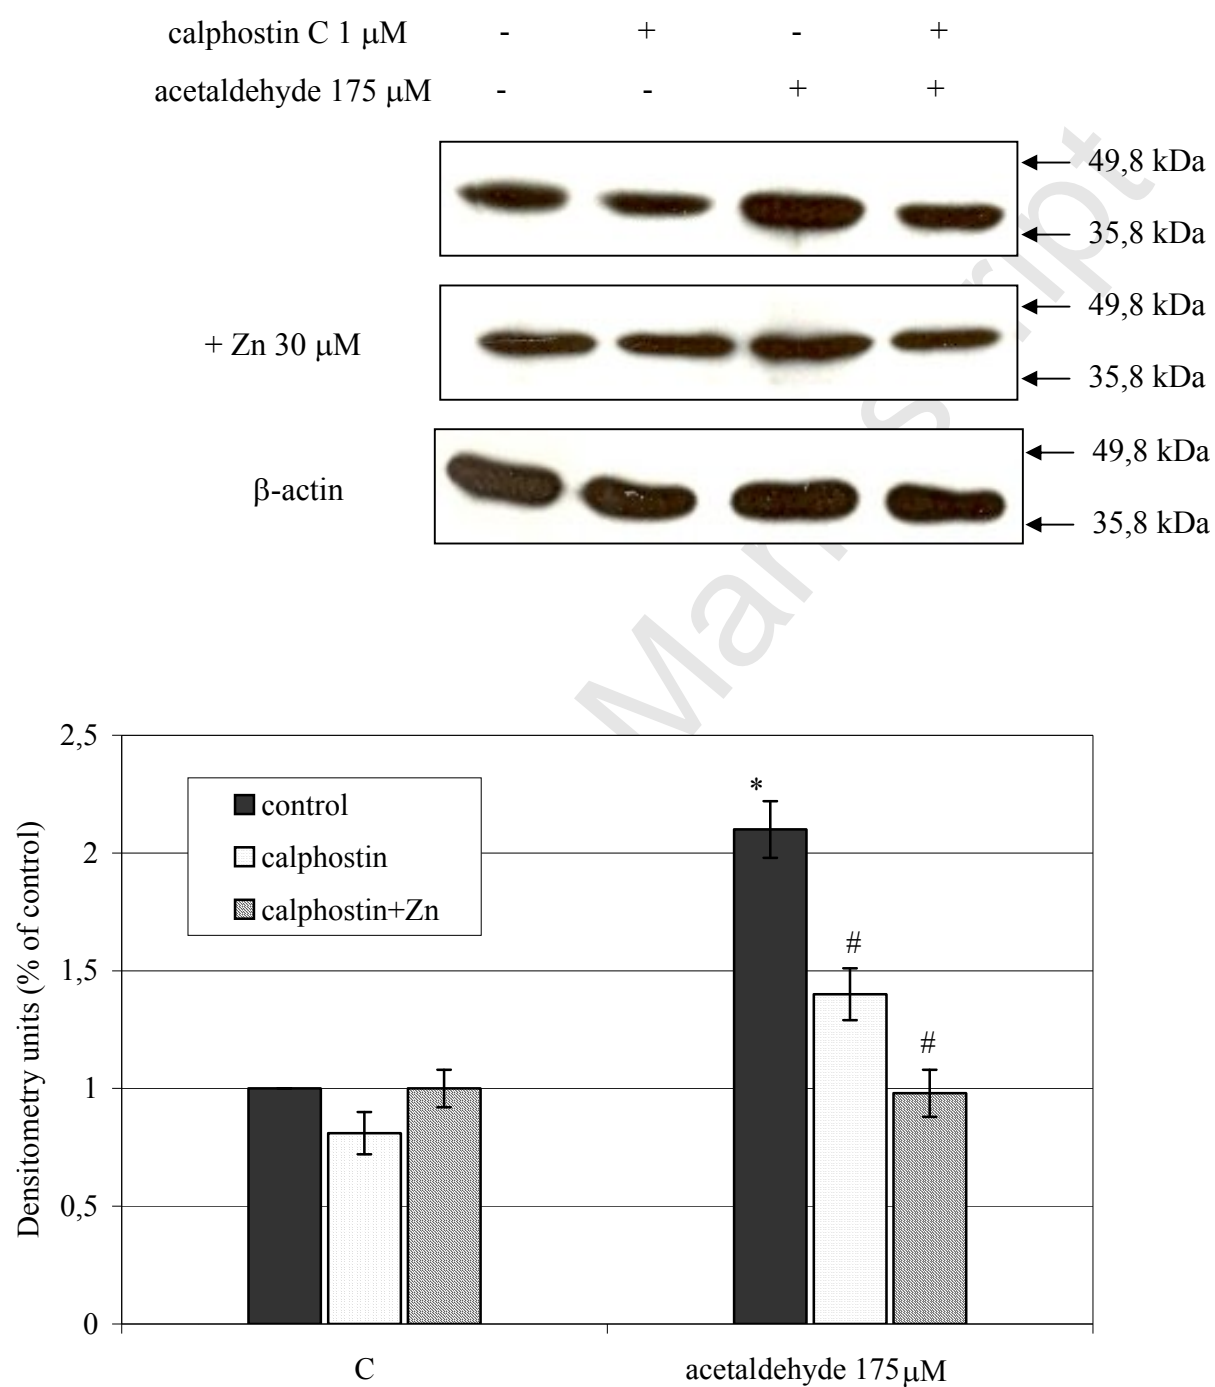 calphostin C 1 μM - + - +
acetaldehyde 175 μM - - + +
49,8 kDa
35,8 kDa
+ Zn 30 μM
49,8 kDa
35,8 kDa
β-actin
49,8 kDa
35,8 kDa
Manuscript
Densitometry units (% of control)
2,5
2
1,5
1
0,5
0
control
calphostin
calphostin+Zn
*
#
#
C
acetaldehyde 175μM